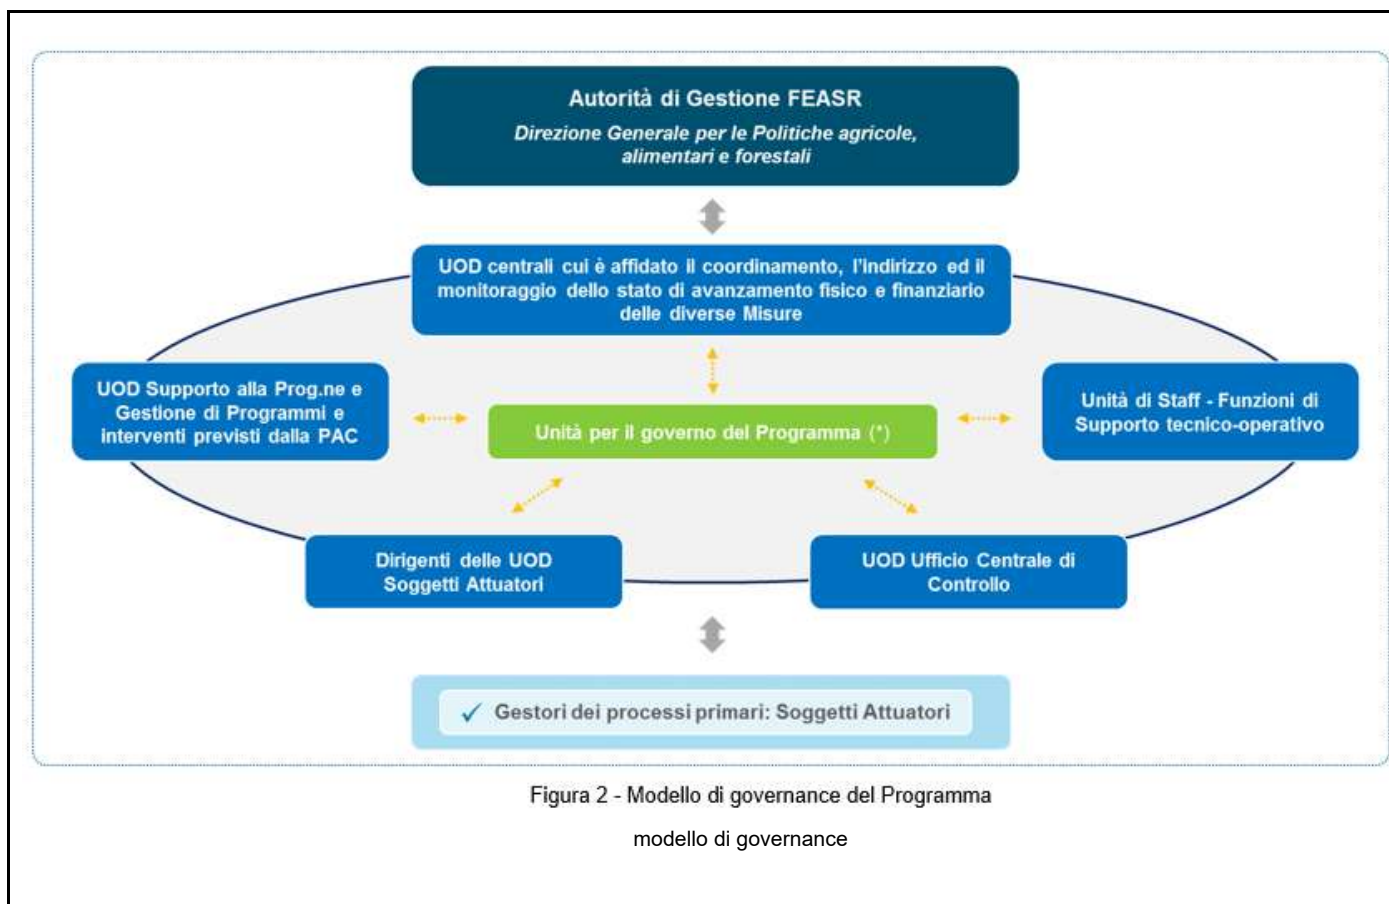 Autorità di Gestione FEASR
Direzione Generale per le Politiche agricole,
alimentari e forestali
UOD centrali cui è affidato il coordinamento, l'indirizzo ed il
monitoraggio dello stato di avanzamento fisico e finanziario
delle diverse Misure
UOD Supporto alla Prog.ne e
Gestione di Programmi e
interventi previsti dalla PAC
Unità per il governo del Programma (*)
Unità di Staff - Funzioni di
Supporto tecnico-operativo
Dirigenti delle UOD
Soggetti Attuatori
UOD Ufficio Centrale di
Controllo
✓ Gestori dei processi primari: Soggetti Attuatori
Figura 2 - Modello di governance del Programma
modello di governance